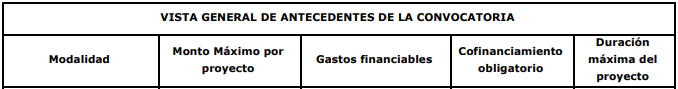 VISTA GENERAL DE ANTECEDENTES DE LA CONVOCATORIA
Modalidad
Monto Máximo por
proyecto
Gastos financiables
Cofinanciamiento
obligatorio
Duración
máxima del
proyecto